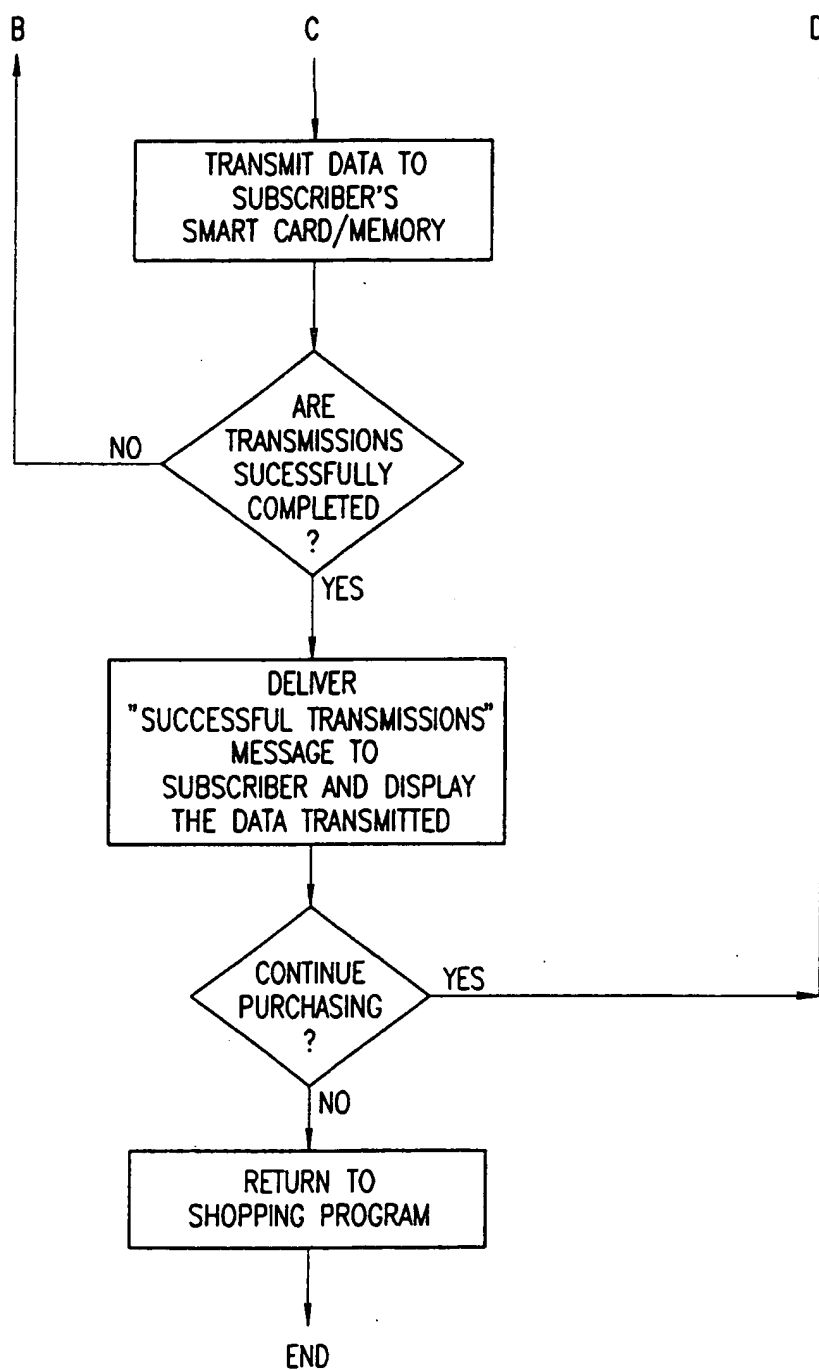 B
C
D
TRANSMIT DATA TO
SUBSCRIBER'S
SMART CARD/MEMORY
ARE
TRANSMISSIONS
SUCESSFULLY
COMPLETED
?
NO
YES
DELIVER
"SUCCESSFUL TRANSMISSIONS"
MESSAGE TO
SUBSCRIBER AND DISPLAY
THE DATA TRANSMITTED
CONTINUE
PURCHASING
?
YES
NO
RETURN TO
SHOPPING PROGRAM
END